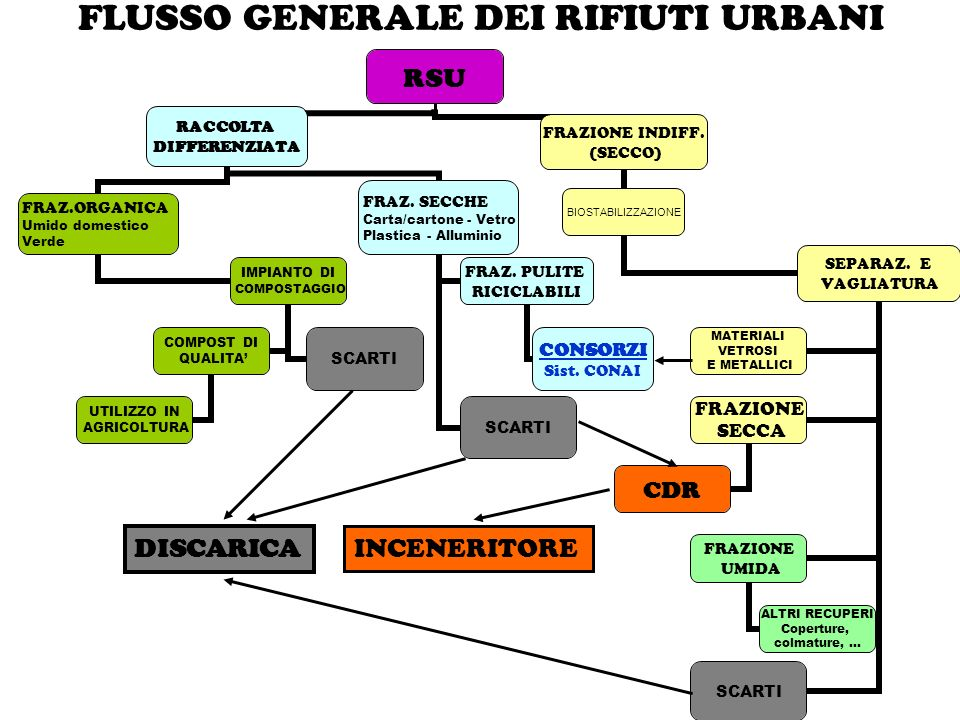 FLUSSO GENERALE DEI RIFIUTI URBANI
RSU
RACCOLTA
DIFFERENZIATA
FRAZIONE INDIFF.
(SECCO)
FRAZ.ORGANICA
Umido domestico
Verde
FRAZ. SECCHE
Carta/cartone - Vetro
Plastica - Alluminio
BIOSTABILIZZAZIONE
SEPARAZ. E
VAGLIATURA
IMPIANTO DI
COMPOSTAGGIO
FRAZ. PULITE
RICICLABILI
COMPOST DI
QUALITA'
SCARTI
CONSORZI
Sist. CONAI
MATERIALI
VETROSI
E METALLICI
UTILIZZO IN
AGRICOLTURA
SCARTI
FRAZIONE
SECCA
CDR
DISCARICA
INCENERITORE
FRAZIONE
UMIDA
ALTRI RECUPERI
Coperture,
colmature, ...
SCARTI